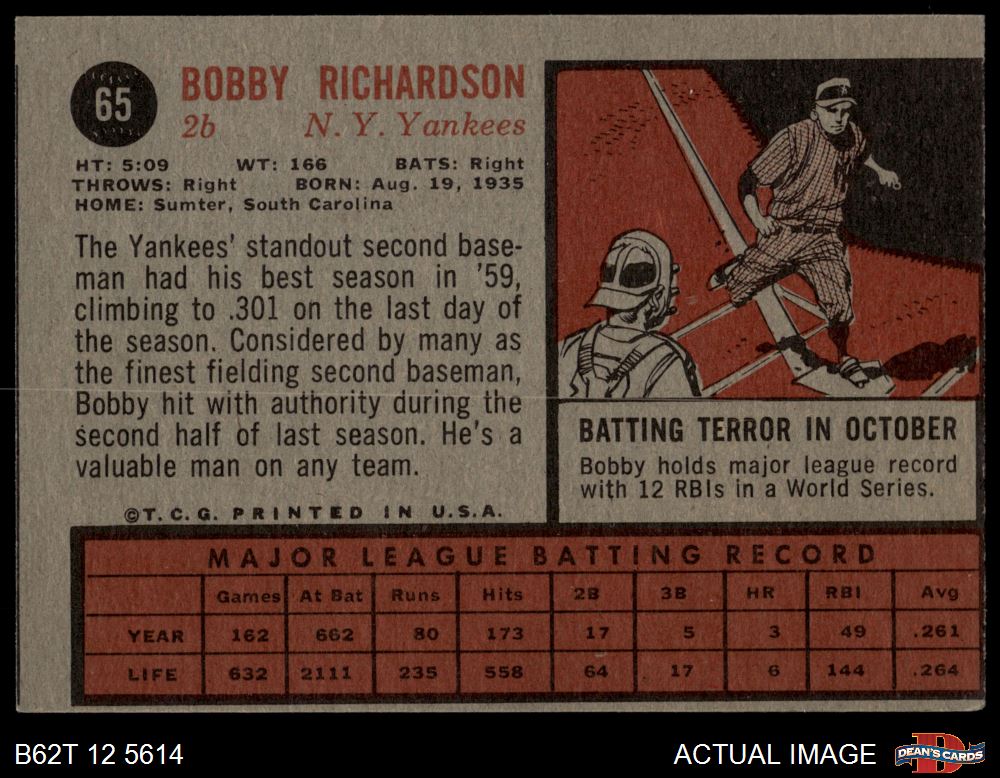 65
BOBBY RICHARDSON
2b N. Y. Yankees
HT: 5:09 WT: 166 BATS: Right
THROWS: Right BORN: Aug. 19, 1935
HOME: Sumter, South Carolina
The Yankees' standout second base-
man had his best season in '59,
climbing to .301 on the last day of
the season. Considered by many as
the finest fielding second baseman,
Bobby hit with authority during the
second half of last season. He's a
valuable man on any team.
©T. C. G. PRINTED IN U.S.A.
BATTING TERROR IN OCTOBER
Bobby holds major league record
with 12 RBIs in a World Series.
MAJOR LEAGUE BATTING RECORD
Games At Bat Runs Hits 2B 3B HR RBI Avg
YEAR 162 662 80 173 17 5 3 49 .261
LIFE 632 2111 235 558 64 17 6 144 .264
B62T 12 5614
ACTUAL IMAGE
D
DEAN'S CARDS